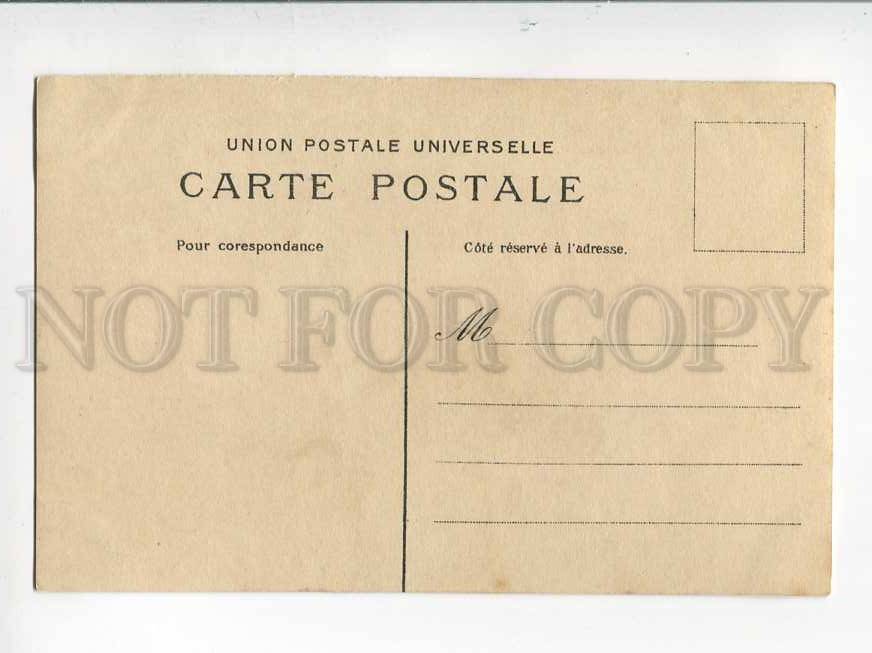 UNION POSTALE UNIVERSELLE
CARTE POSTALE
Pour corespondance
Côté réservé à l'adresse.
NOT FOR COPY
M